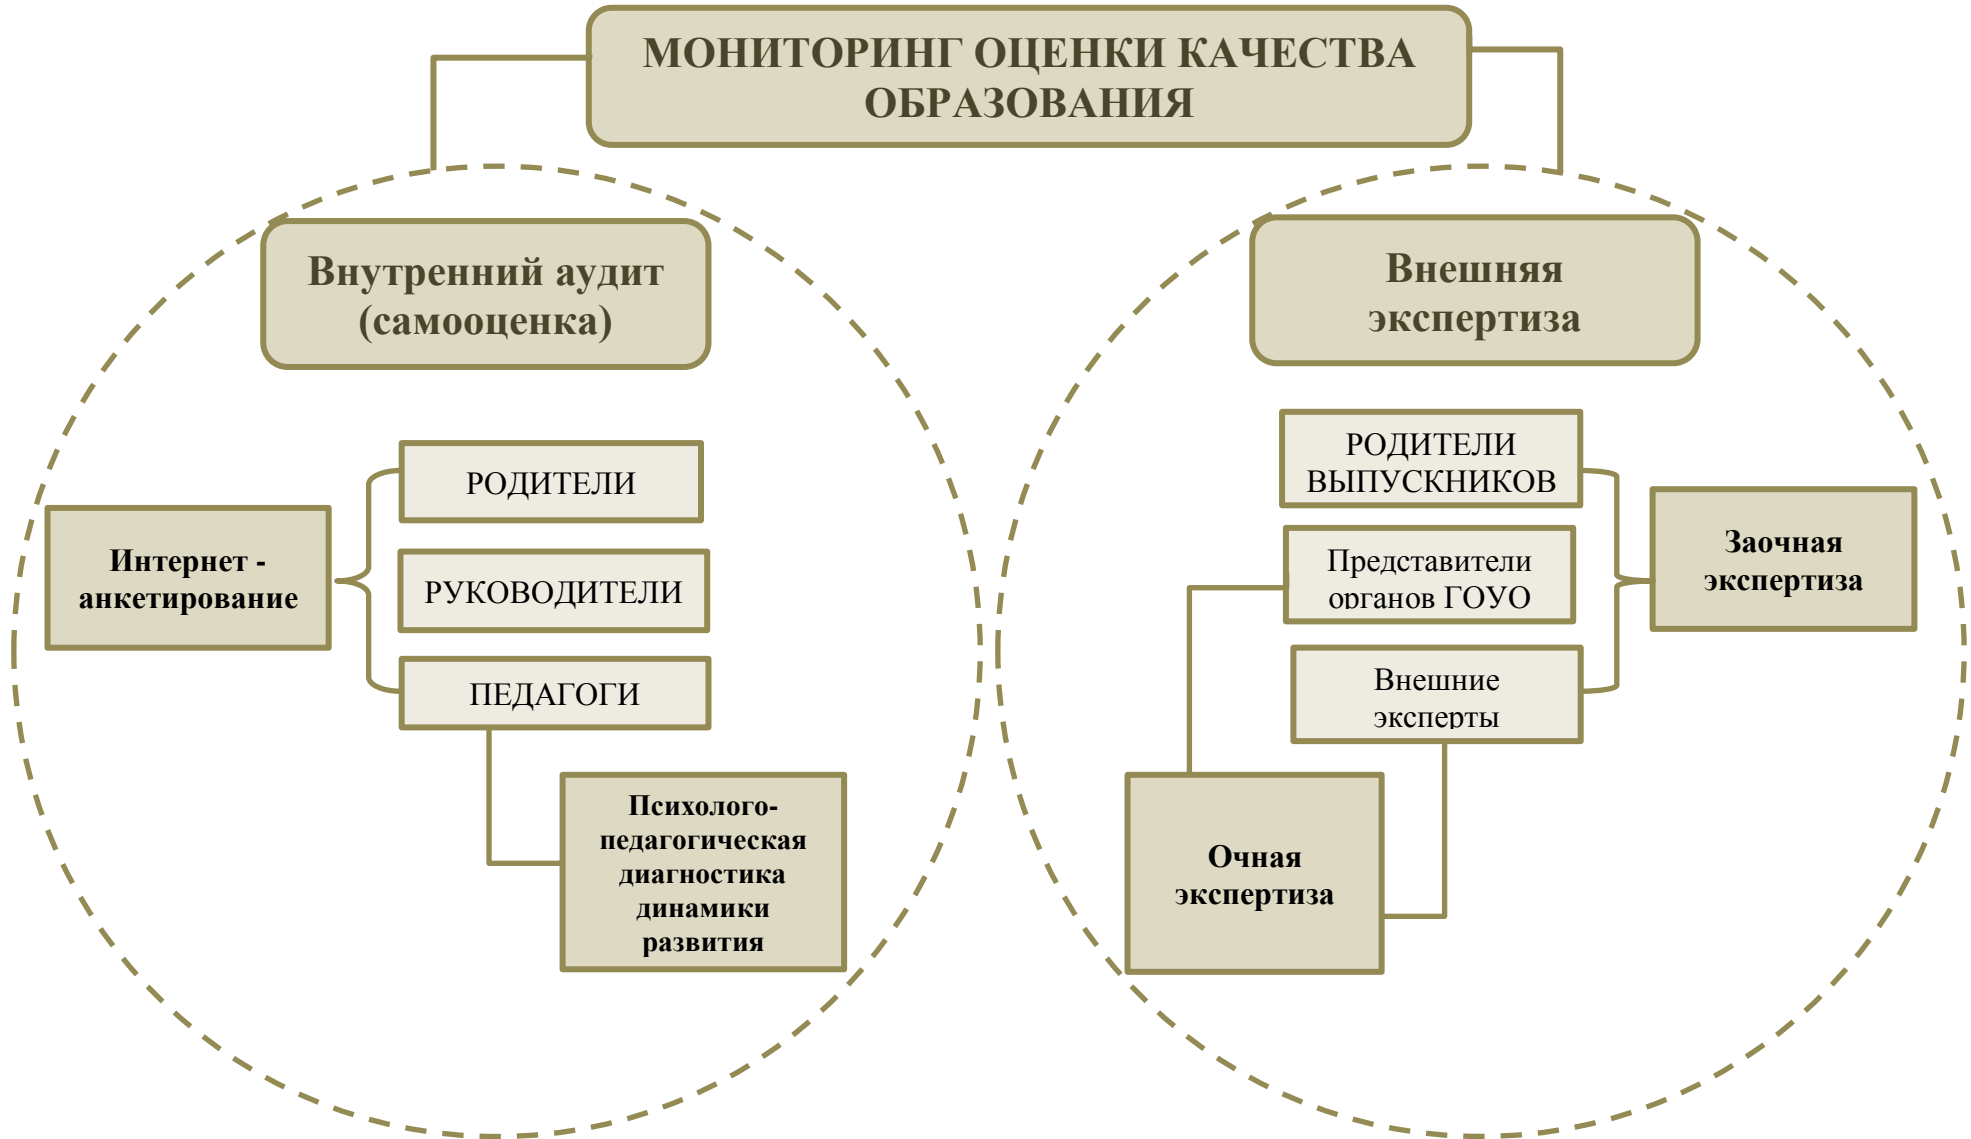 МОНИТОРИНГ ОЦЕНКИ КАЧЕСТВА
ОБРАЗОВАНИЯ
Внутренний аудит
(самооценка)
Интернет -
анкетирование
РОДИТЕЛИ
РУКОВОДИТЕЛИ
ПЕДАГОГИ
Психолого-
педагогическая
диагностика
динамики
развития
Внешняя
экспертиза
РОДИТЕЛИ
ВЫПУСКНИКОВ
Представители
органов ГОУО
Внешние
эксперты
Заочная
экспертиза
Очная
экспертиза